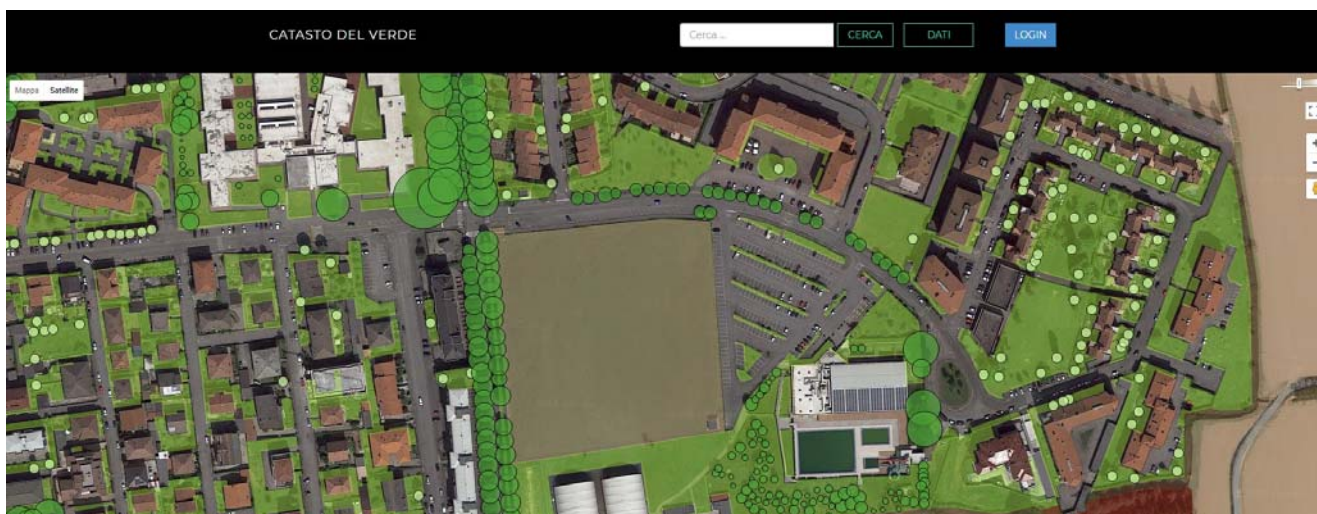 CATASTO DEL VERDE
Cerca ...
CERCA
DATI
LOGIN
Mappa
Satellite